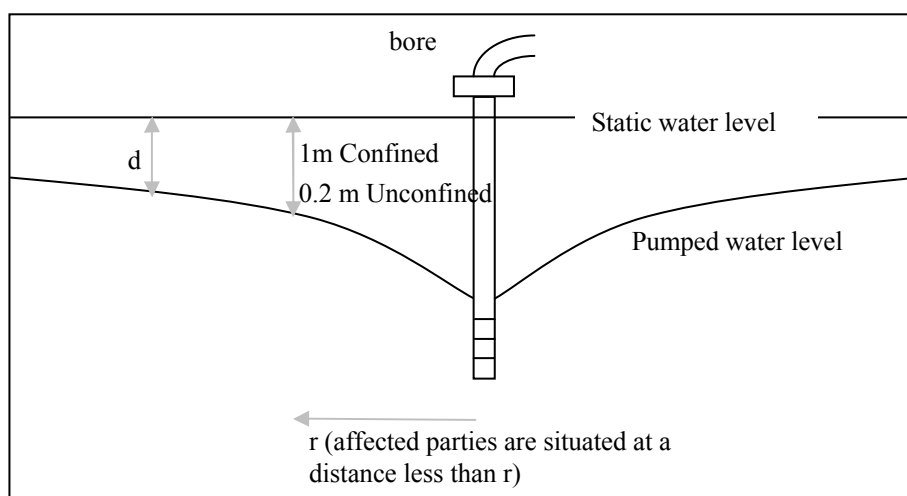 bore
Static water level
d
1m Confined
0.2 m Unconfined
Pumped water level
r (affected parties are situated at a
distance less than r)